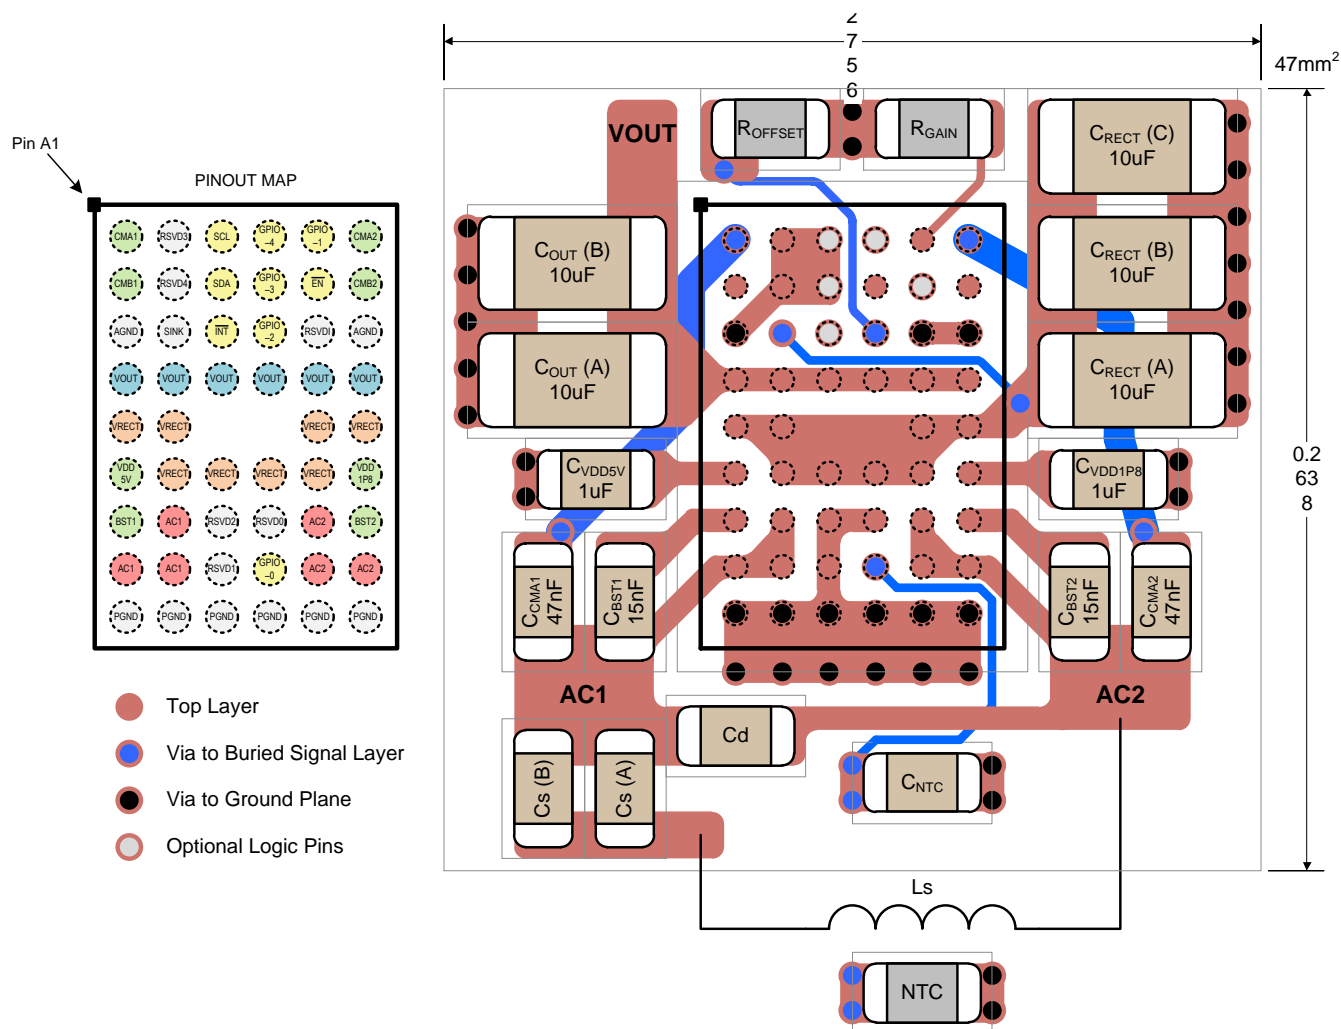 2
7
5
6
47mm2
Pin A1
PINOUT MAP
CMA1 RSVD3 SCL GPIO–4 GPIO–1 CMA2
CMB1 RSVD4 SDA GPIO–3 EN CMB2
AGND SINK INT GPIO–2 RSVDI AGND
VOUT VOUT VOUT VOUT VOUT VOUT
VRECT VRECT VRECT VRECT
VDD5V VRECT VRECT VRECT VRECT VDD1P8
BST1 AC1 RSVD2 RSVD0 AC2 BST2
AC1 AC1 RSVD1 GPIO–0 AC2 AC2
PGND PGND PGND PGND PGND PGND
Top Layer
Via to Buried Signal Layer
Via to Ground Plane
Optional Logic Pins
VOUT
ROFFSET
RGAIN
CRECT (C)
10uF
COUT (B)
10uF
CRECT (B)
10uF
COUT (A)
10uF
CRECT (A)
10uF
CVDD5V
1uF
CVDD1P8
1uF
0.2
63
8
CCMA1
47nF
CBST1
15nF
CBST2
15nF
CCMA2
47nF
AC1
AC2
Cd
Cs (B)
Cs (A)
CNTC
Ls
NTC